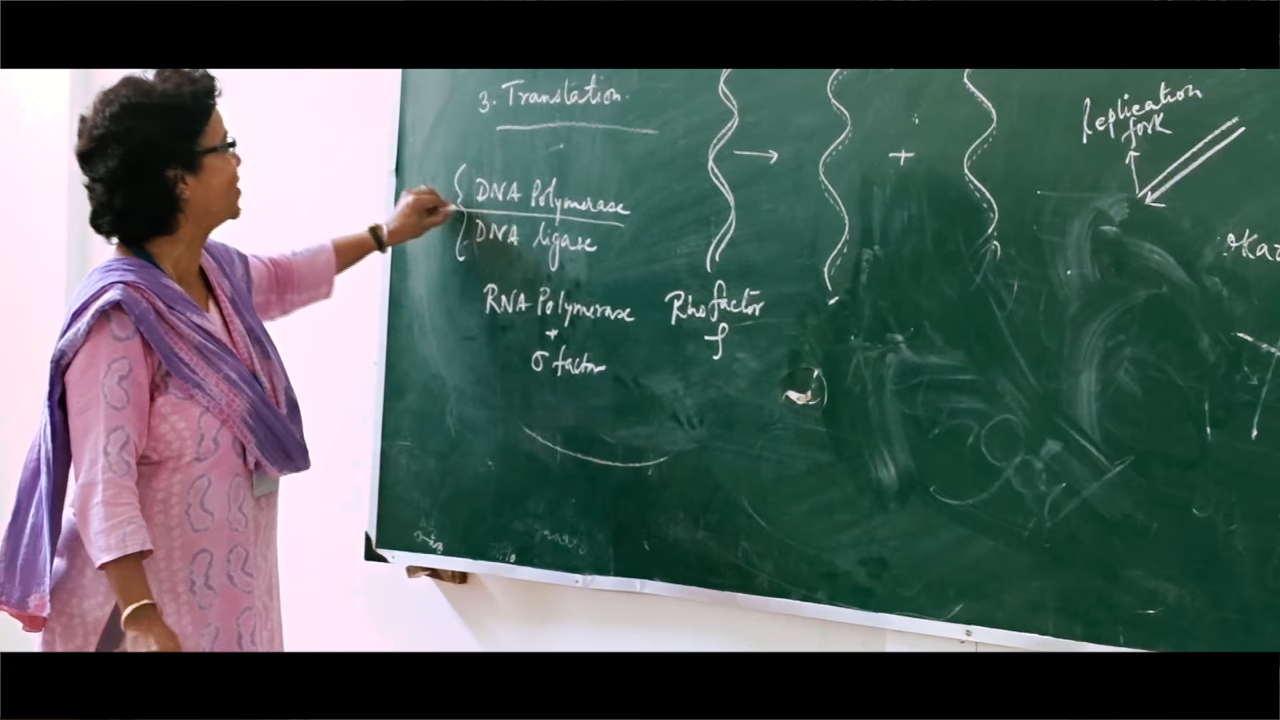 3. Translation.
DNA Polymerase
DNA ligase
RNA Polymerase
+
σ factor
Rho factor
ρ
→
+
Replication
fork
Oka